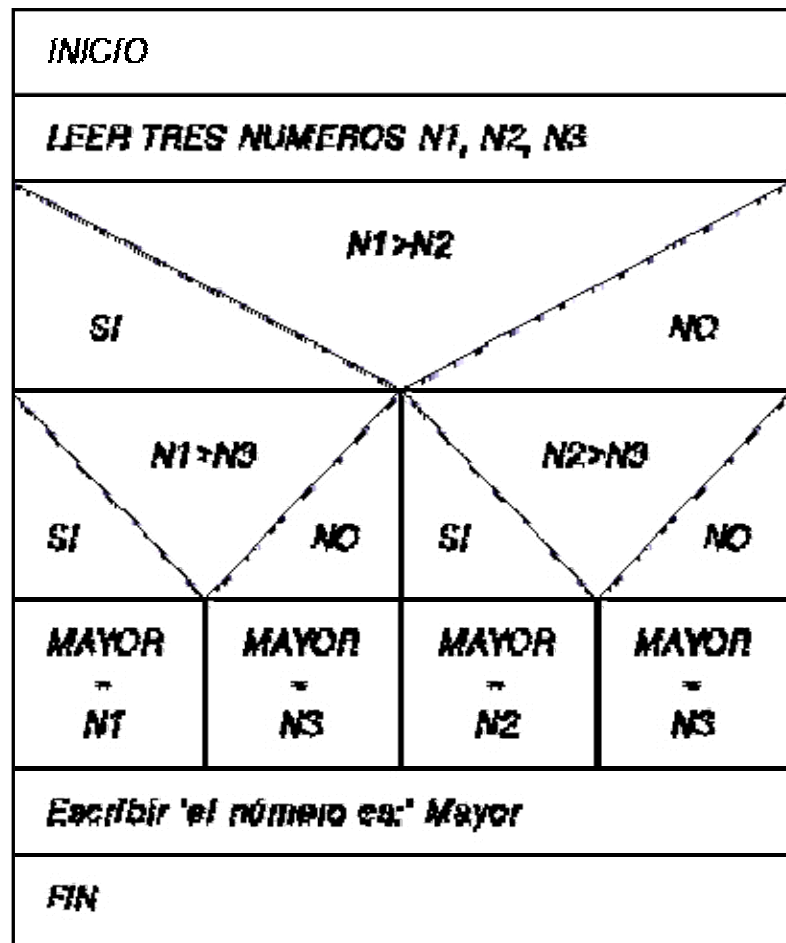 INICIO
LEER TRES NUMEROS N1, N2, N3
N1>N2
SI
NO
N1>N3
N2>N3
SI
NO
SI
NO
MAYOR
=
N1
MAYOR
=
N3
MAYOR
=
N2
MAYOR
=
N3
Escribir "el número es:" Mayor
FIN